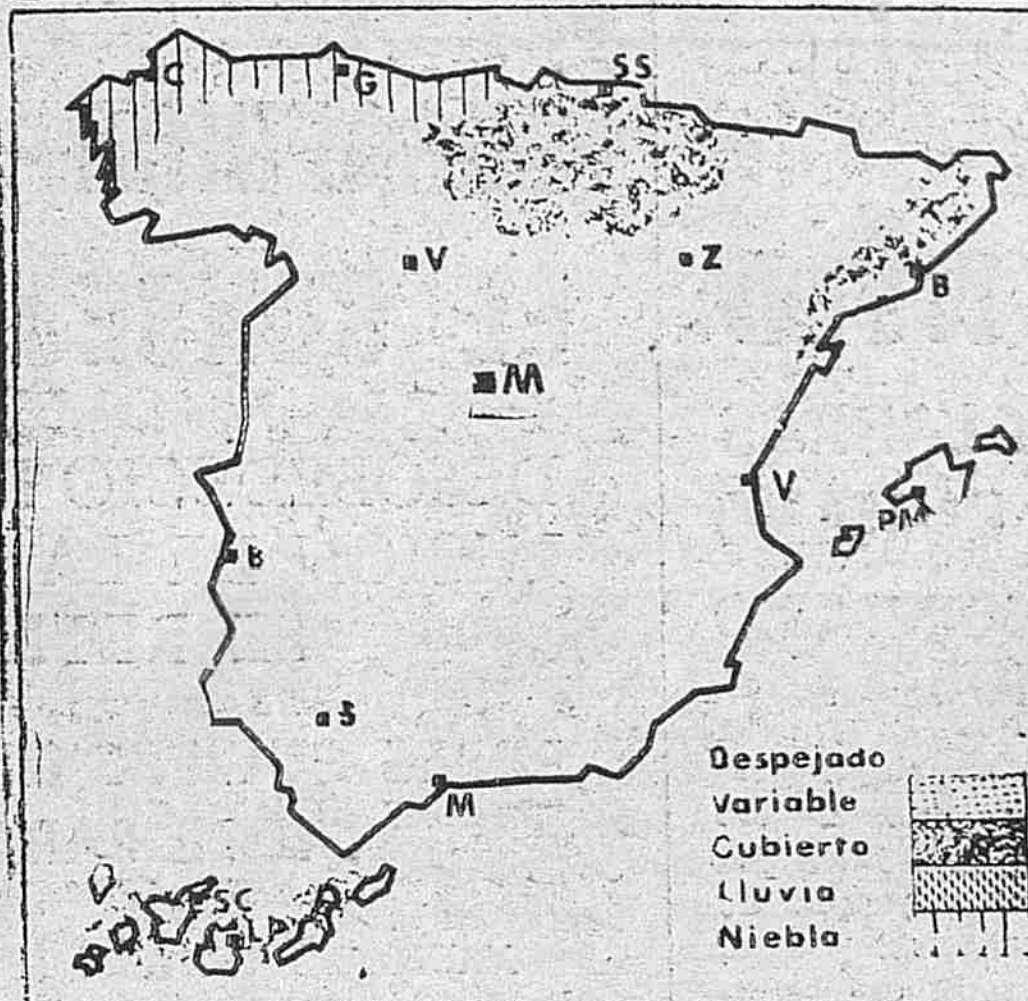 C
G
SS
V
Z
B
M
V
PM
B
S
M
SC
LP
Despejado
Variable
Cubierto
Lluvia
Niebla